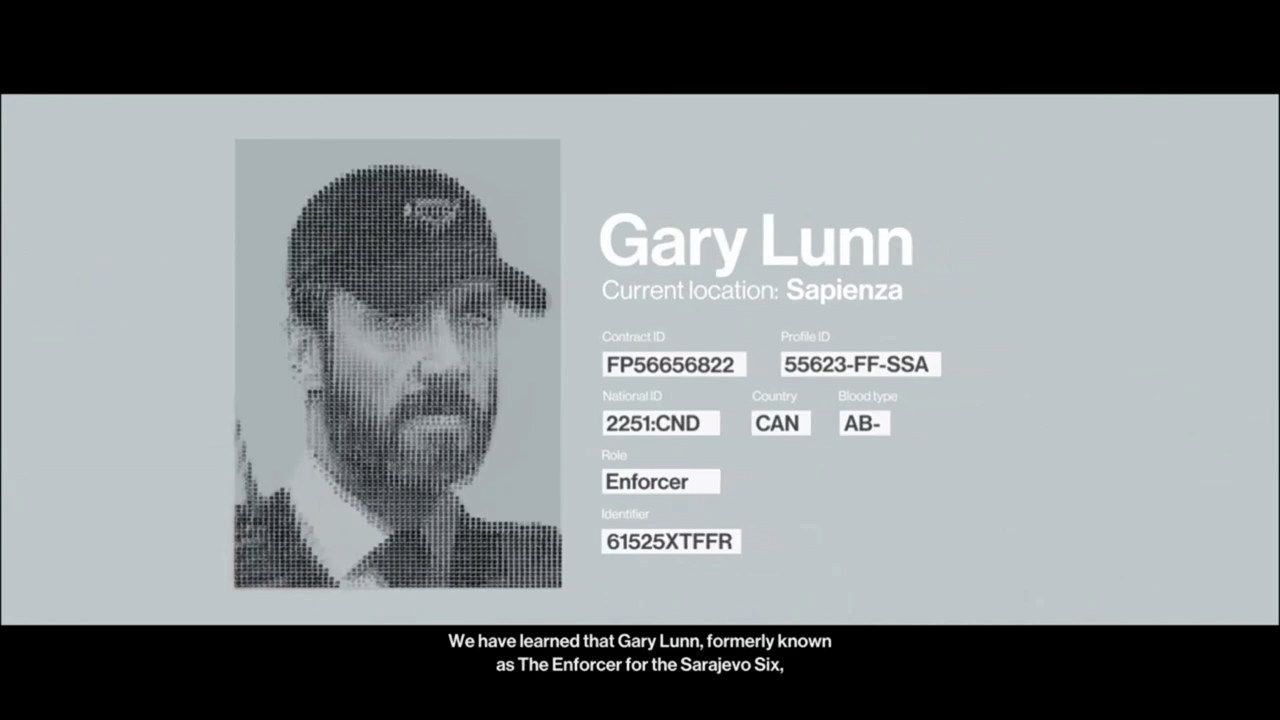 Gary Lunn
Current location: Sapienza
Contract ID
Profile ID
FP56656822
55623-FF-SSA
National ID
Country
Blood type
2251:CND
CAN
AB-
Role
Enforcer
Identifier
61525XTFFR
We have learned that Gary Lunn, formerly known
as The Enforcer for the Sarajevo Six,